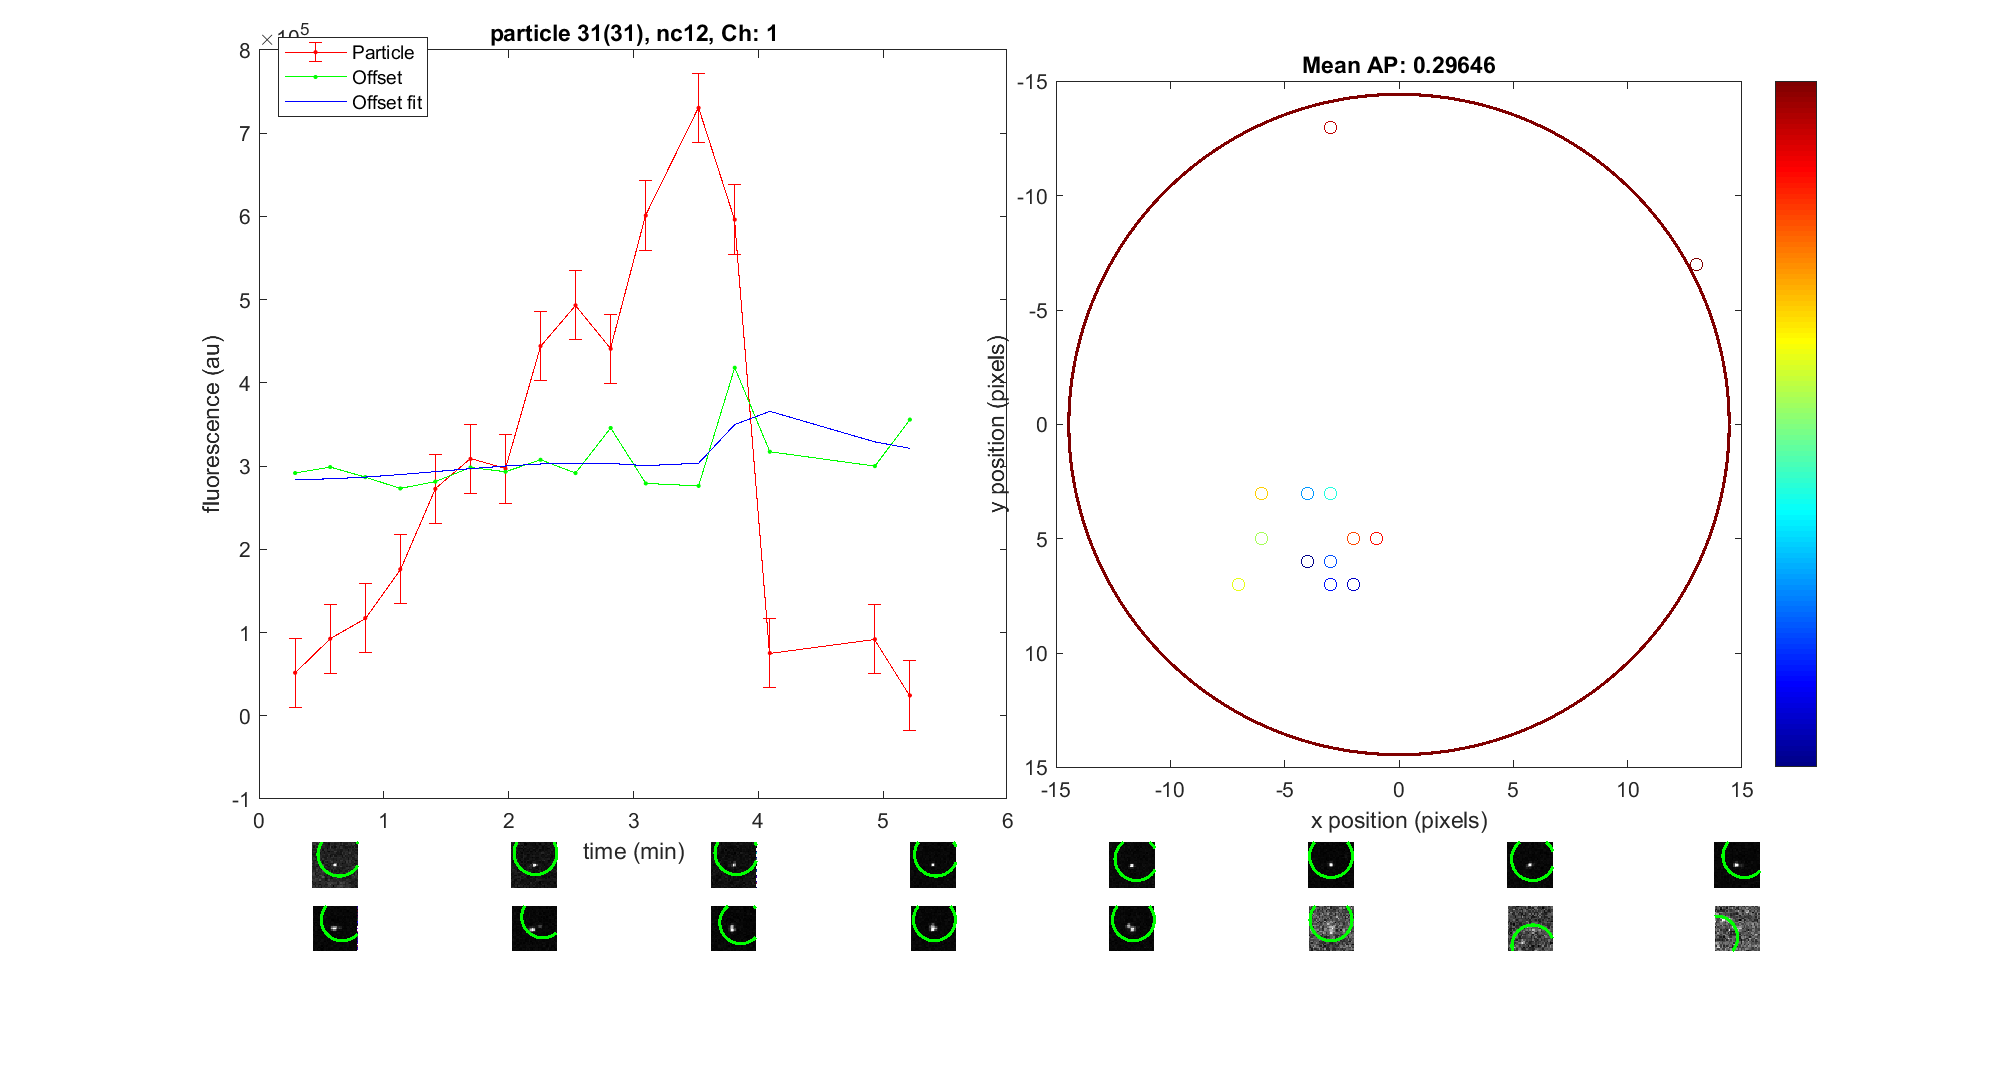 particle 31(31), nc12, Ch: 1
×10⁵
Particle
Offset
Offset fit
8
7
6
5
4
3
2
1
0
-1
fluorescence (au)
0 1 2 3 4 5 6
time (min)
Mean AP: 0.29646
-15
-10
-5
0
5
10
15
y position (pixels)
-15 -10 -5 0 5 10 15
x position (pixels)